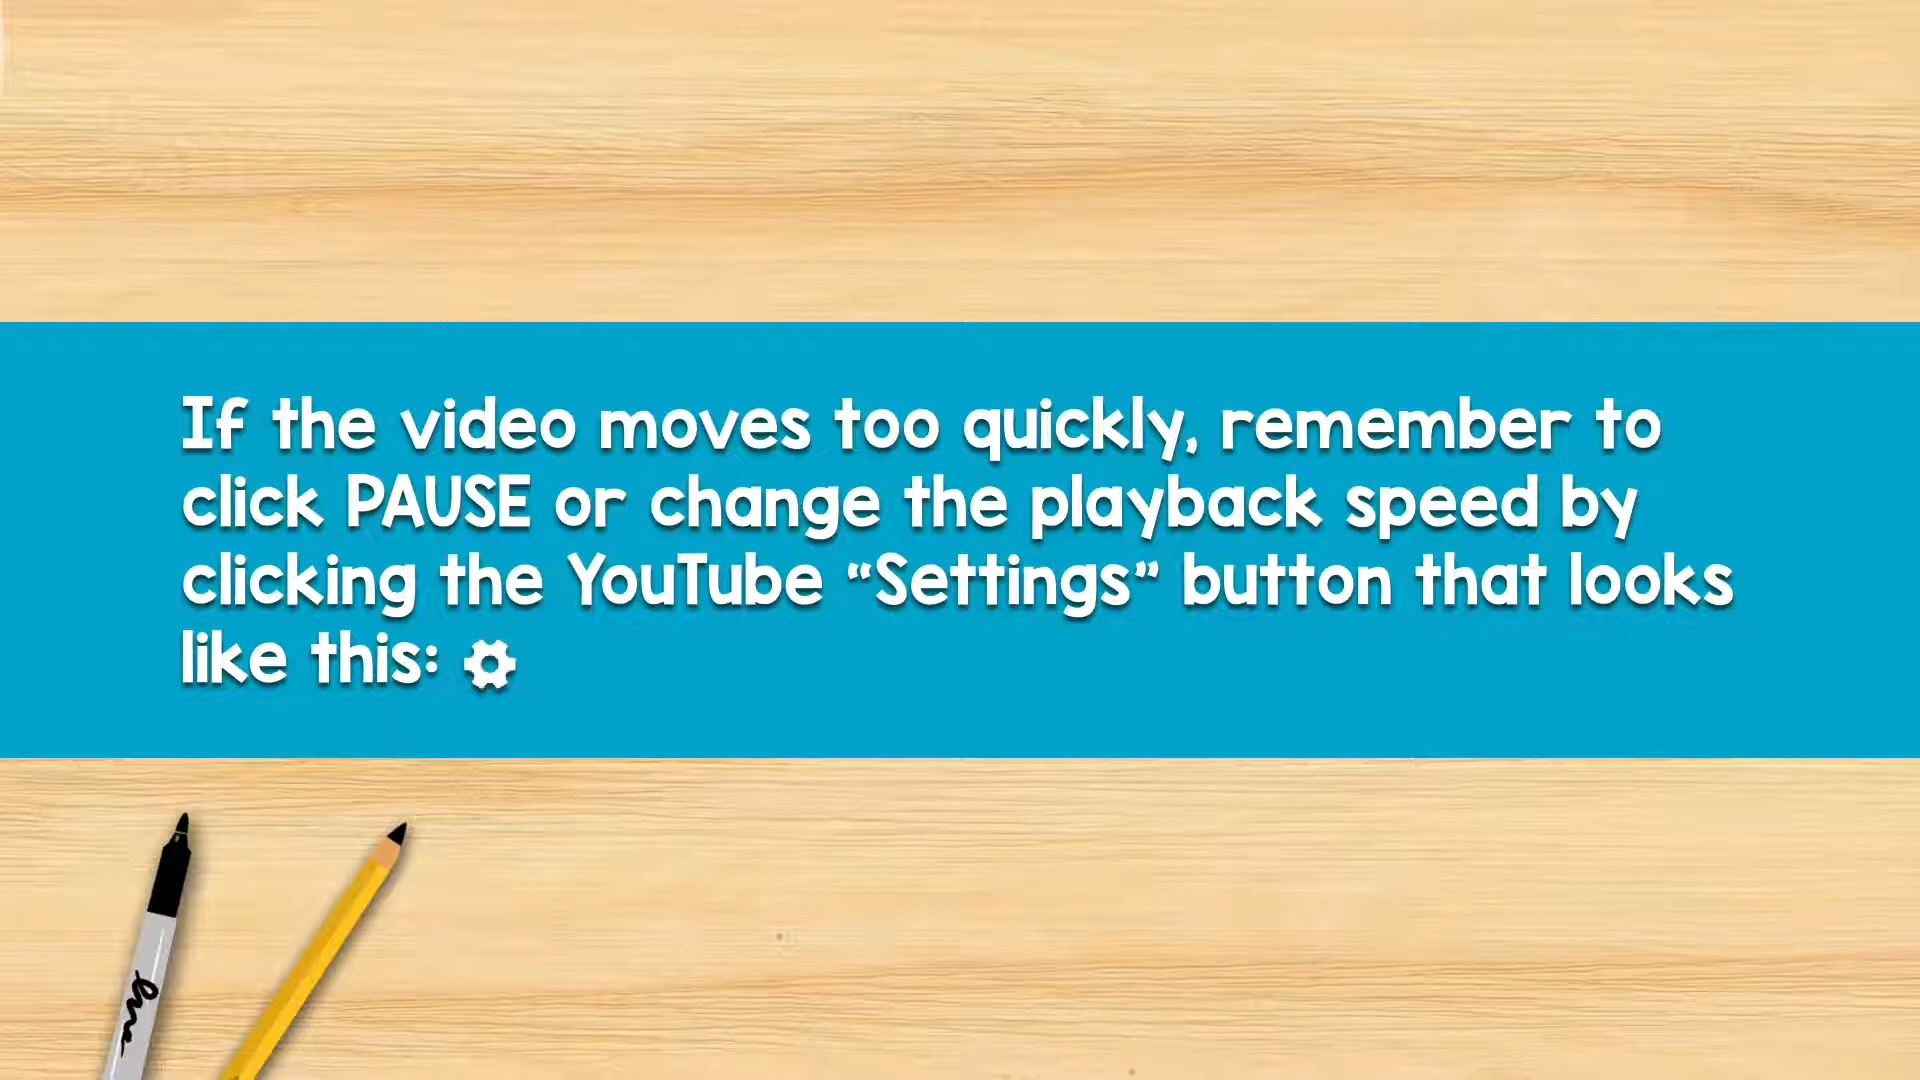 If the video moves too quickly, remember to
click PAUSE or change the playback speed by
clicking the YouTube “Settings” button that looks
like this: